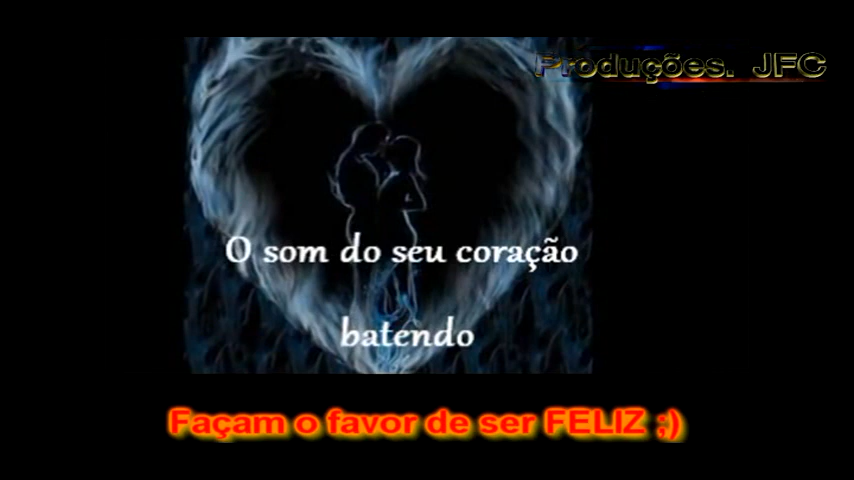 Produções. JFC
O som do seu coração
batendo
Façam o favor de ser FELIZ ;)